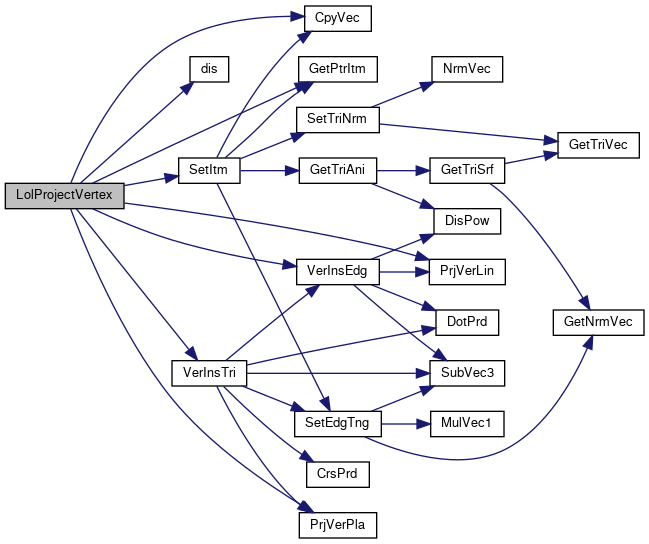 CpyVec
dis
GetPtrItm
NrmVec
SetTriNrm
GetTriVec
SetItm
GetTriAni
GetTriSrf
LolProjectVertex
DisPow
VerInsEdg
PrjVerLin
DotPrd
GetNrmVec
VerInsTri
SubVec3
SetEdgTng
MulVec1
CrsPrd
PrjVerPla